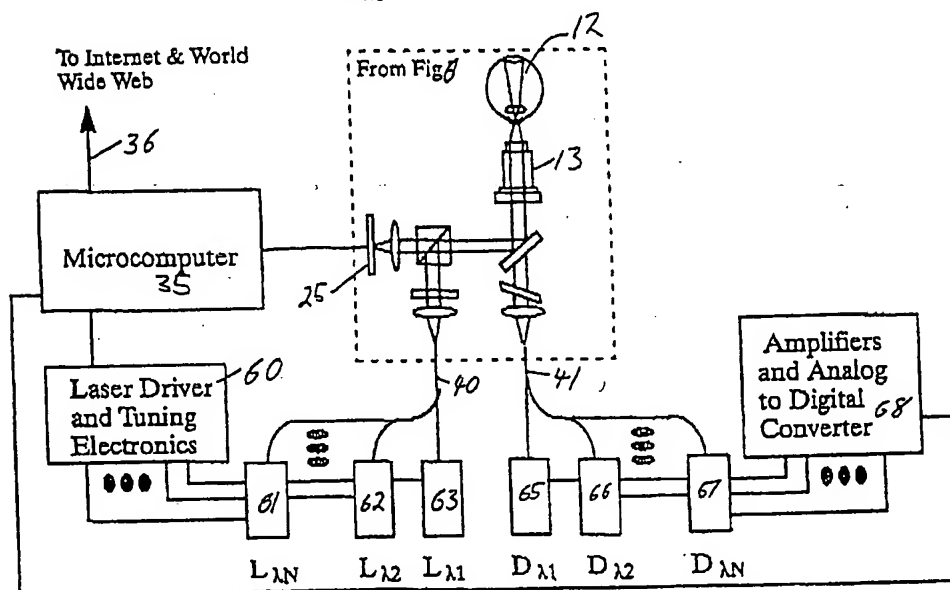 To Internet & World
Wide Web
36
From Fig 8
12
13
Microcomputer
35
25
Laser Driver
and Tuning
Electronics
60
40
41
Amplifiers
and Analog
to Digital
Converter 68
61
62
63
65
66
67
LλN
Lλ2
Lλ1
Dλ1
Dλ2
DλN